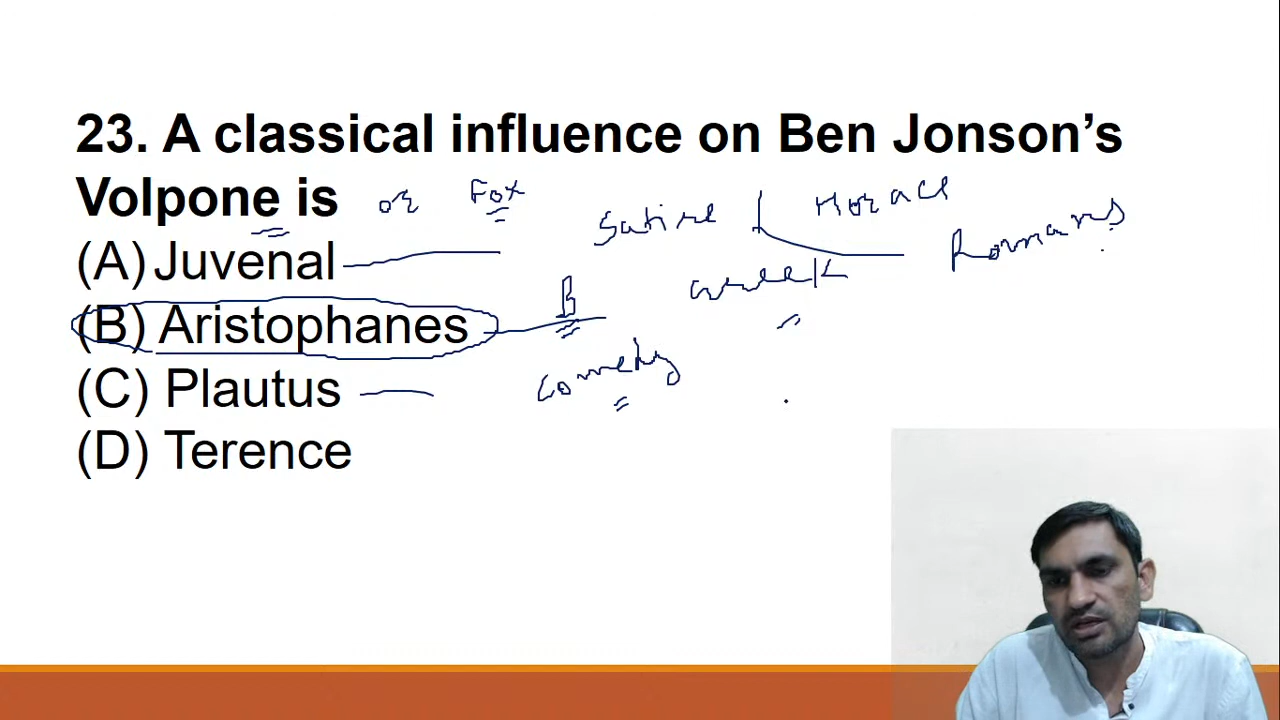 23. A classical influence on Ben Jonson's
Volpone is or Fox
Satire Horace
Romans
(A) Juvenal
Greek
(B) Aristophanes B
Comedy
(C) Plautus
(D) Terence